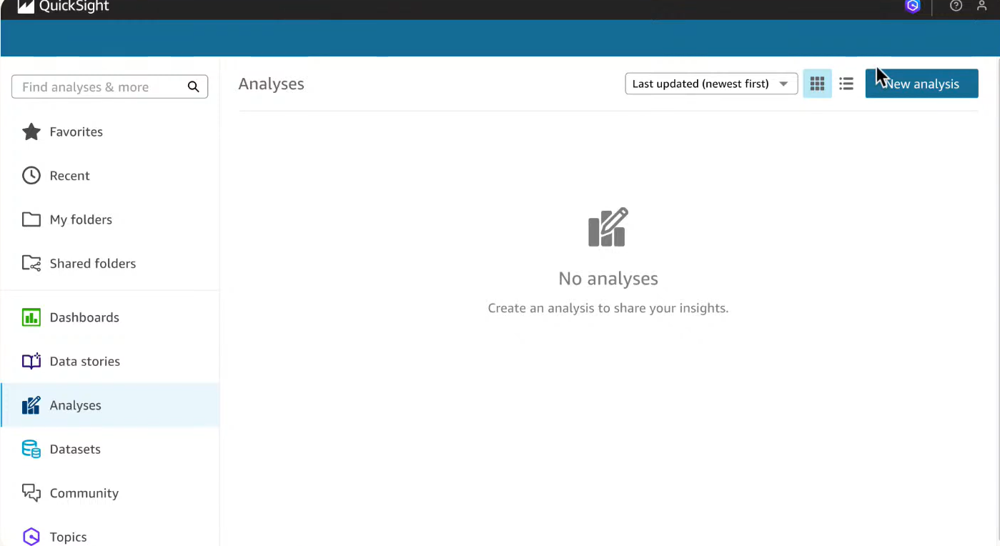 QuickSight
Find analyses & more
Favorites
Recent
My folders
Shared folders
Dashboards
Data stories
Analyses
Datasets
Community
Topics
Analyses
Last updated (newest first)
New analysis
No analyses
Create an analysis to share your insights.